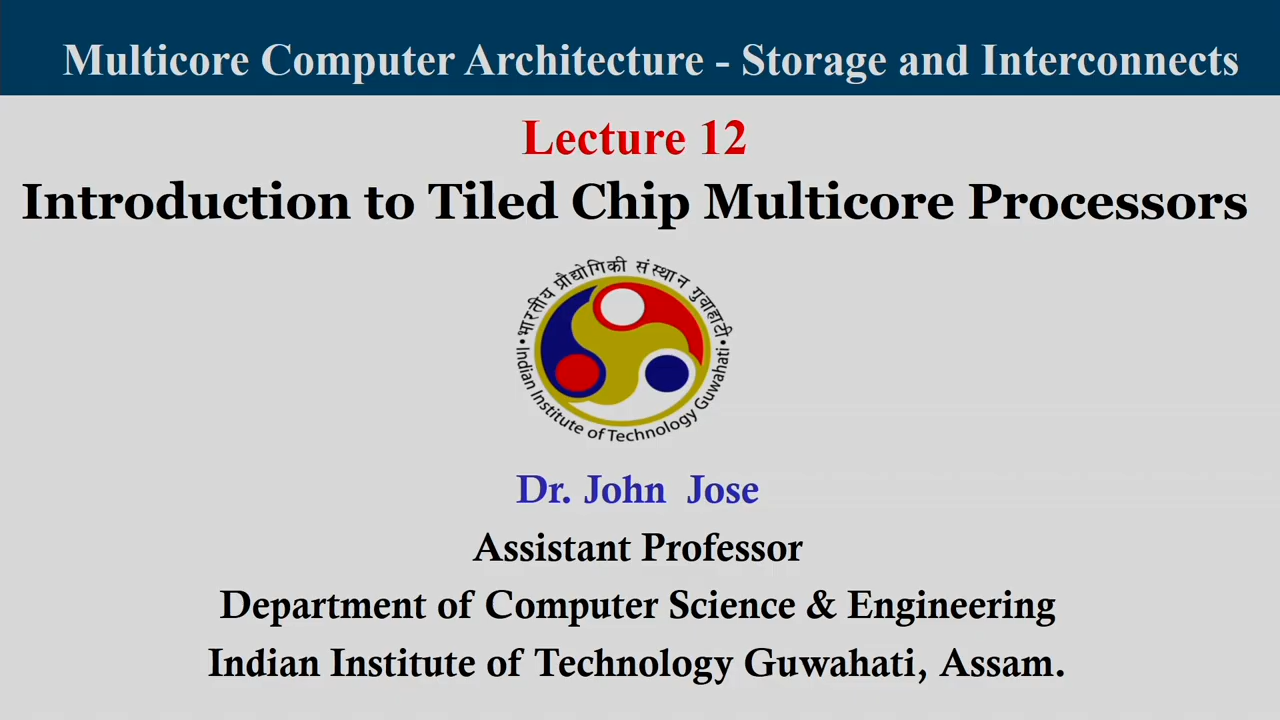 Multicore Computer Architecture - Storage and Interconnects
Lecture 12
Introduction to Tiled Chip Multicore Processors
भारतीय प्रौद्योगिकी संस्थान गुवाहाटी
Indian Institute of Technology Guwahati
Dr. John Jose
Assistant Professor
Department of Computer Science & Engineering
Indian Institute of Technology Guwahati, Assam.